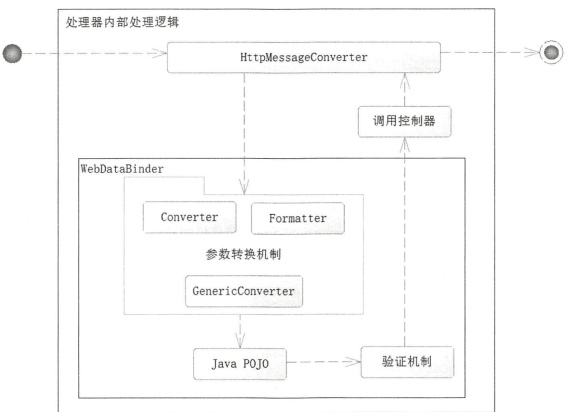 处理器内部处理逻辑
HttpMessageConverter
调用控制器
WebDataBinder
Converter
Formatter
参数转换机制
GenericConverter
Java POJO
验证机制